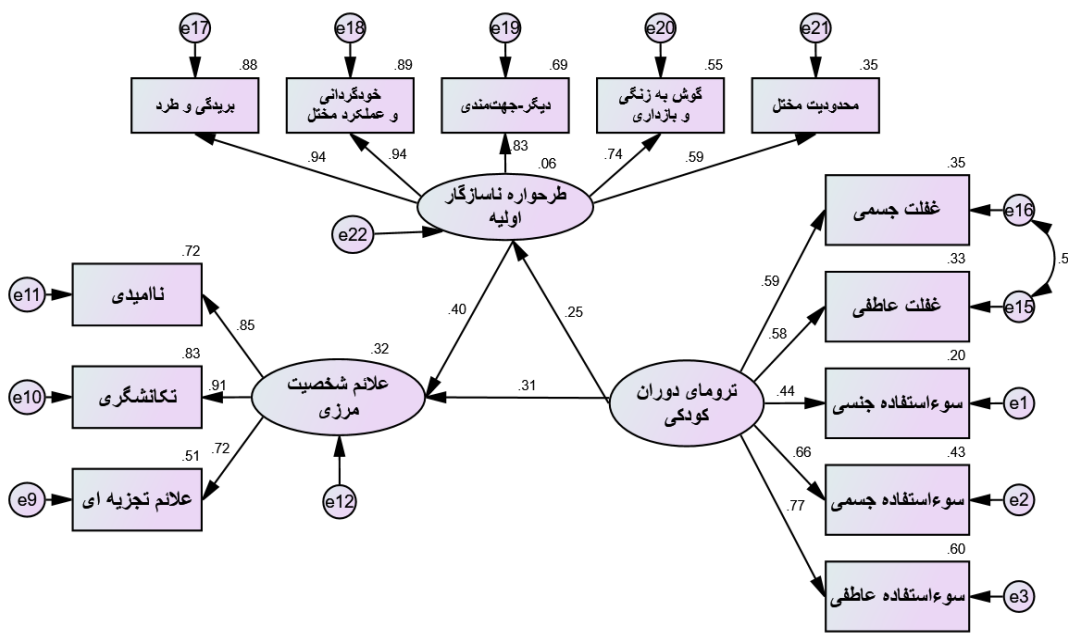 e17
e18
e19
e20
e21
.88
.89
.69
.55
.35
بریدگی و طرد
خودگردانی
و عملکرد مختل
دیگر-جهت‌مندی
گوش به زنگی
و بازداری
محدودیت مختل
.94
.94
.83
.74
.59
.06
طرحواره ناسازگار
اولیه
e22
.35
غفلت جسمی
e16
.59
.5
.33
غفلت عاطفی
e15
.58
.72
ناامیدی
e11
.85
.40
.25
.83
تکانشگری
e10
.91
.32
علائم شخصیت
مرزی
.31
ترومای دوران
کودکی
.20
سوءاستفاده جنسی
e1
.44
.51
علائم تجزیه ای
e9
.72
e12
.66
.43
سوءاستفاده جسمی
e2
.77
.60
سوءاستفاده عاطفی
e3